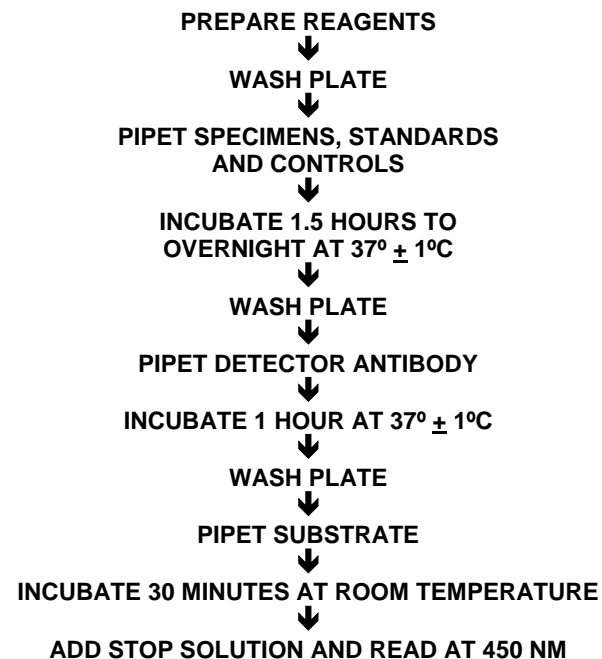 PREPARE REAGENTS
WASH PLATE
PIPET SPECIMENS, STANDARDS
AND CONTROLS
INCUBATE 1.5 HOURS TO
OVERNIGHT AT 37º ± 1ºC
WASH PLATE
PIPET DETECTOR ANTIBODY
INCUBATE 1 HOUR AT 37º ± 1ºC
WASH PLATE
PIPET SUBSTRATE
INCUBATE 30 MINUTES AT ROOM TEMPERATURE
ADD STOP SOLUTION AND READ AT 450 NM